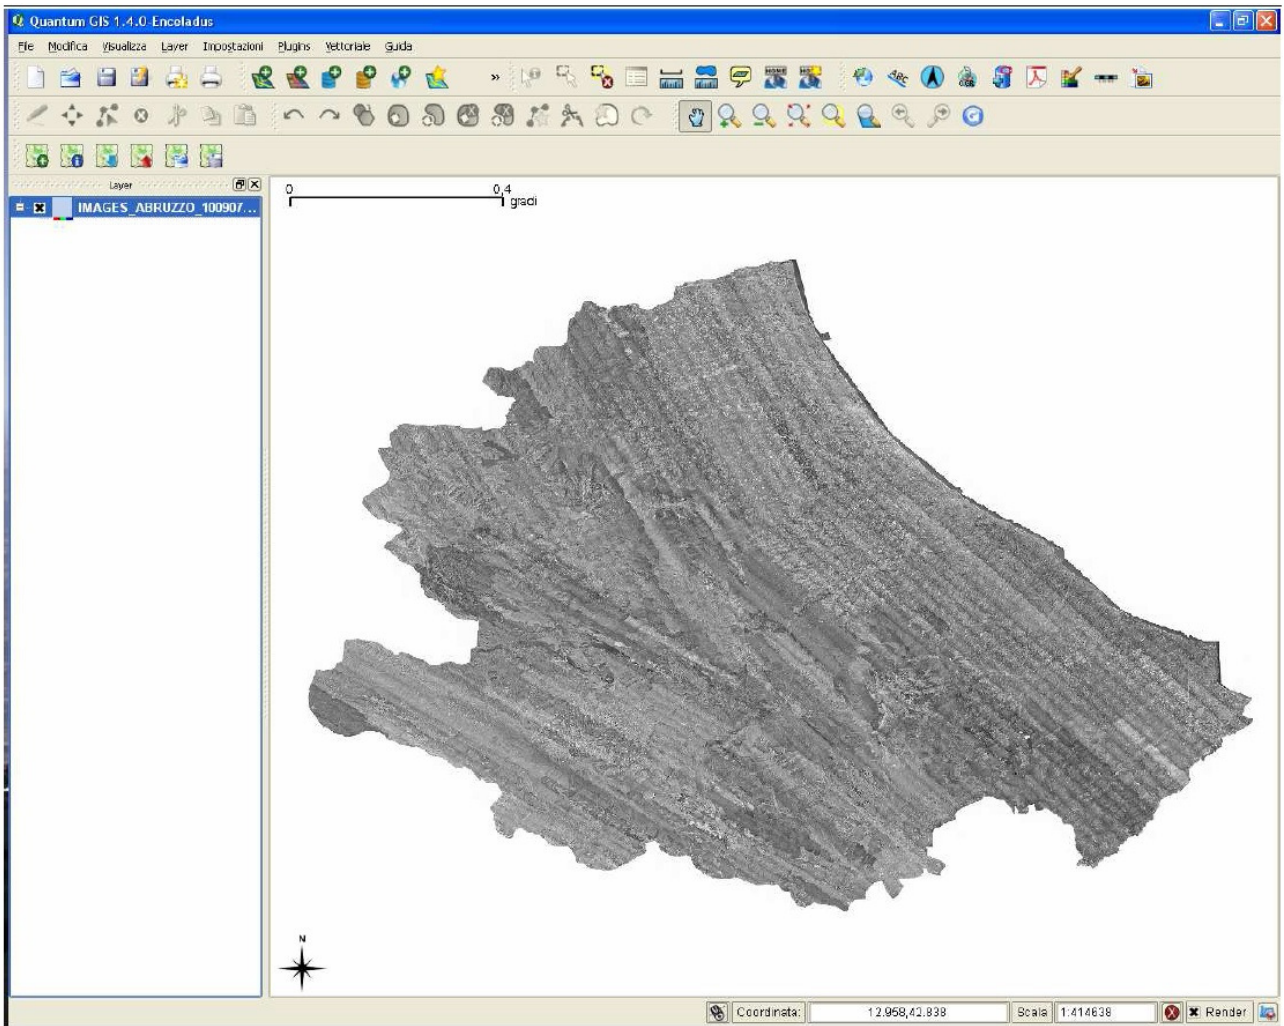 Quantum GIS 1.4.0-Enceladus
File Modifica Visualizza Layer Impostazioni Plugins Vettoriale Guida
Layer
IMAGES_ABRUZZO_100907...
0 0,4
gradi
N
Coordinata: 12.958,42.838 Scala 1:414638 Render